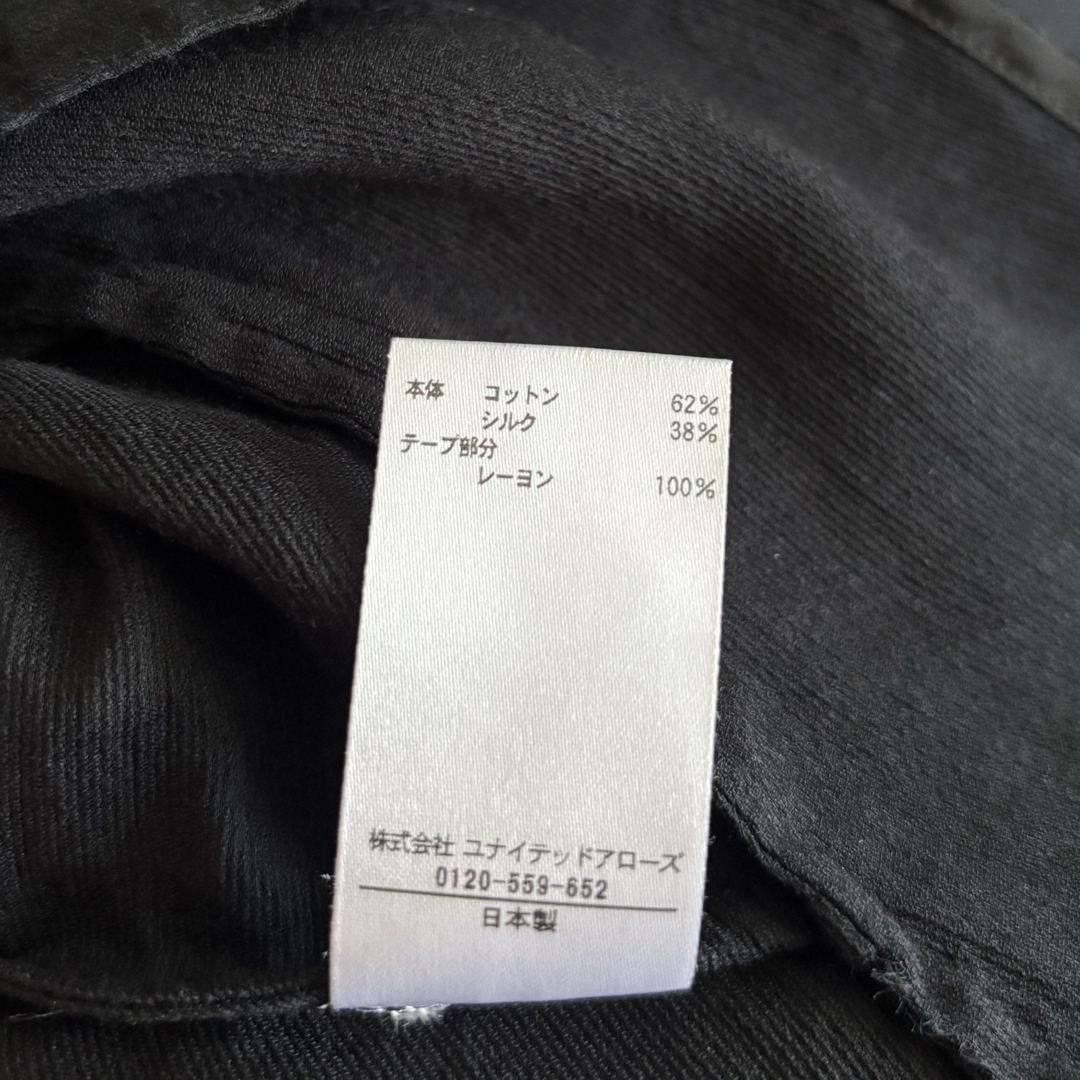 本体 コットン 62%
シルク 38%
テープ部分
レーヨン 100%
株式会社 ユナイテッドアローズ
0120-559-652
日本製